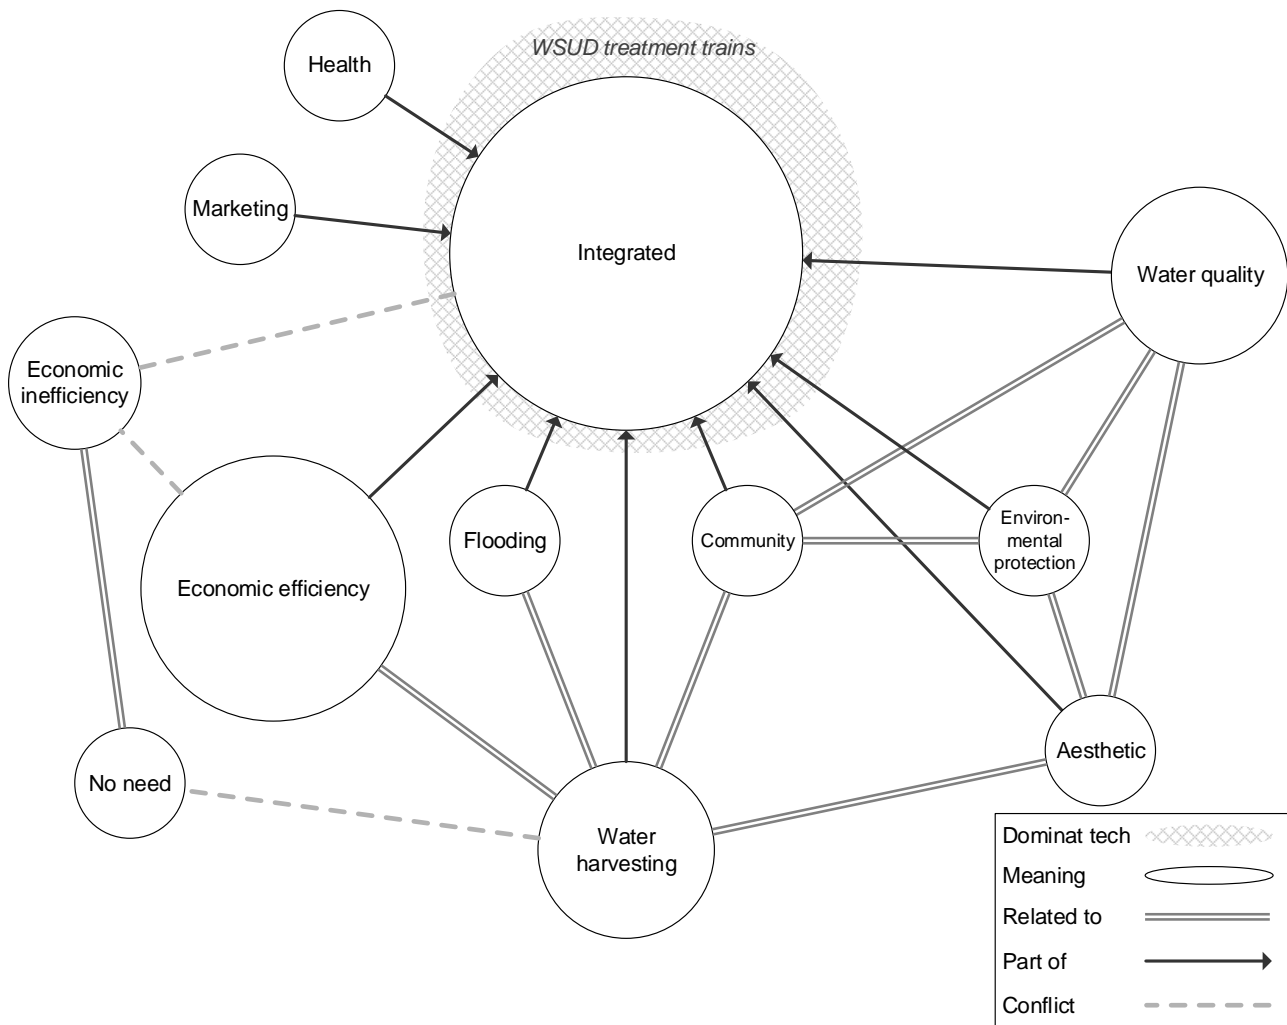 WSUD treatment trains
Health
Marketing
Integrated
Water quality
Economic
inefficiency
Economic efficiency
Flooding
Community
Environ-
mental
protection
No need
Water
harvesting
Aesthetic
Dominat tech
Meaning
Related to
Part of
Conflict